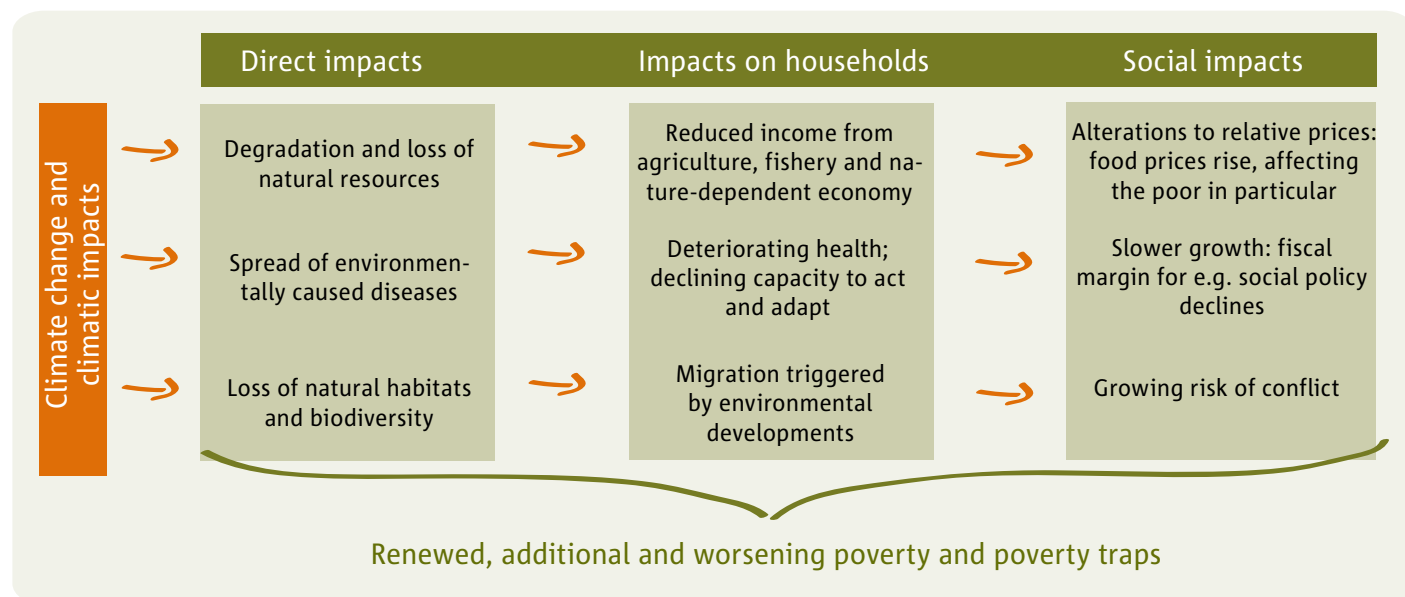 Direct impacts
Impacts on households
Social impacts
Climate change and
climatic impacts
Degradation and loss of
natural resources
Reduced income from
agriculture, fishery and na-
ture-dependent economy
Alterations to relative prices:
food prices rise, affecting
the poor in particular
Spread of environmen-
tally caused diseases
Deteriorating health;
declining capacity to act
and adapt
Slower growth: fiscal
margin for e.g. social policy
declines
Loss of natural habitats
and biodiversity
Migration triggered
by environmental
developments
Growing risk of conflict
Renewed, additional and worsening poverty and poverty traps